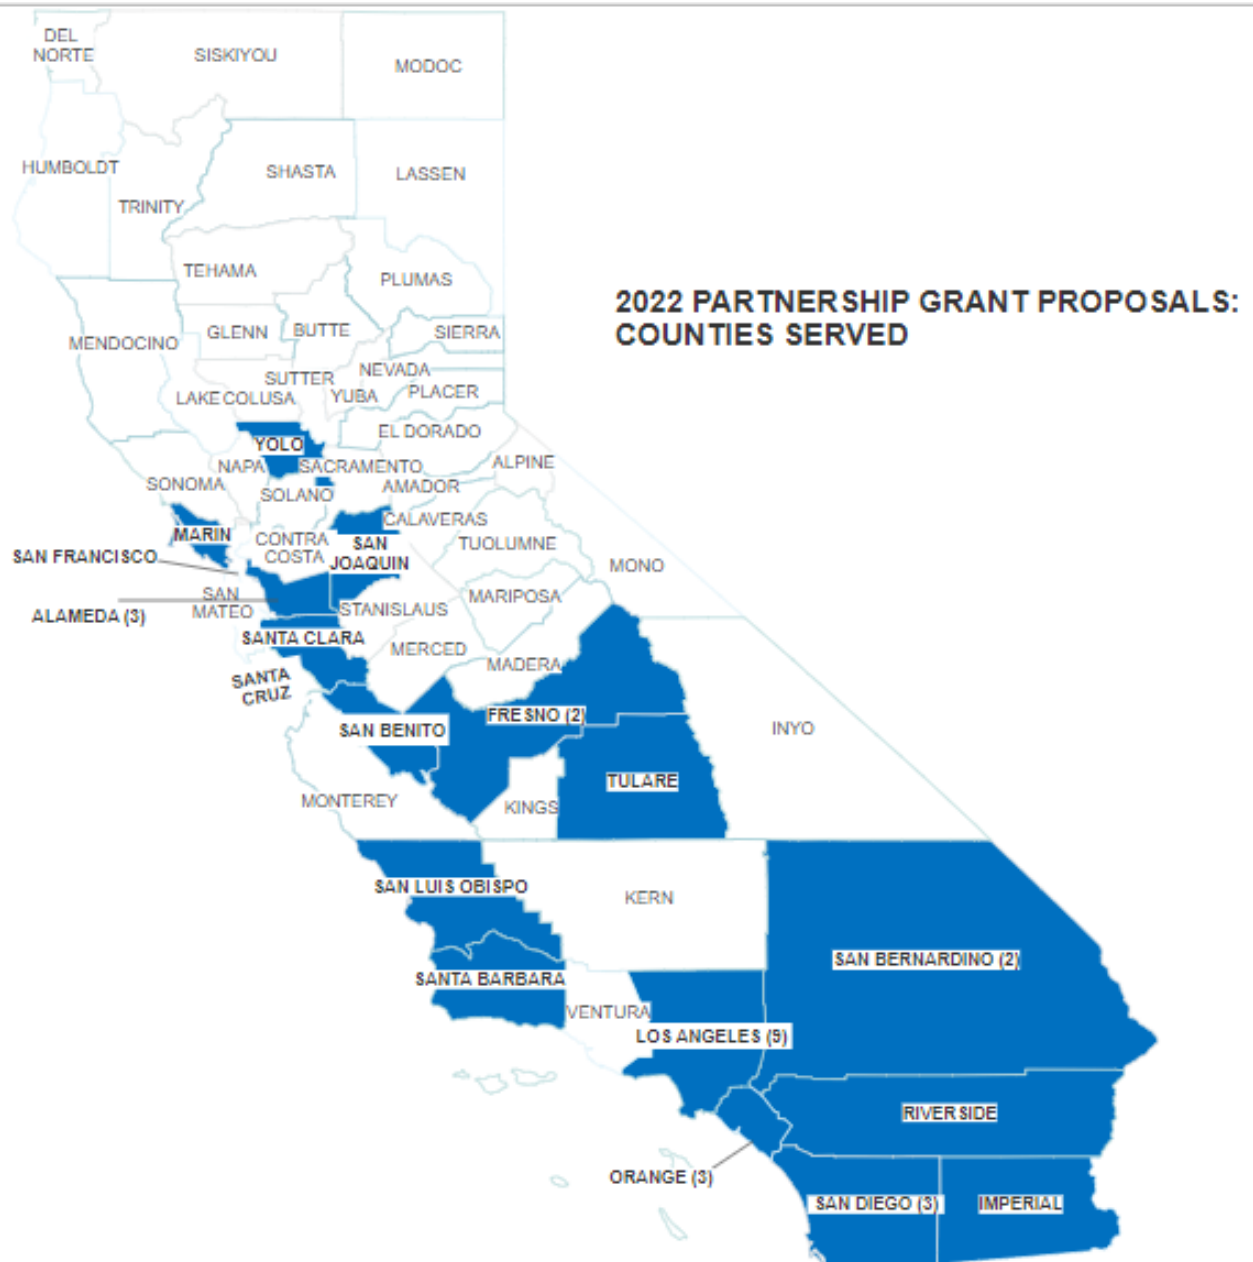 DEL
NORTE
SISKIYOU
MODOC
HUMBOLDT
TRINITY
SHASTA
LASSEN
TEHAMA
PLUMAS
2022 PARTNERSHIP GRANT PROPOSALS:
COUNTIES SERVED
MENDOCINO
GLENN
BUTTE
SIERRA
NEVADA
SUTTER
YUBA
PLACER
LAKE
COLUSA
EL DORADO
YOLO
NAPA
SACRAMENTO
ALPINE
SONOMA
SOLANO
AMADOR
CALAVERAS
MARIN
CONTRA
COSTA
SAN
JOAQUIN
TUOLUMNE
SAN FRANCISCO
MONO
SAN
MATEO
ALAMEDA (3)
STANISLAUS
MARIPOSA
SANTA CLARA
MERCED
MADERA
SANTA
CRUZ
FRESNO (2)
SAN BENITO
INYO
TULARE
MONTEREY
KINGS
SAN LUIS OBISPO
KERN
SAN BERNARDINO (2)
SANTA BARBARA
VENTURA
LOS ANGELES (9)
RIVERSIDE
ORANGE (3)
SAN DIEGO (3)
IMPERIAL